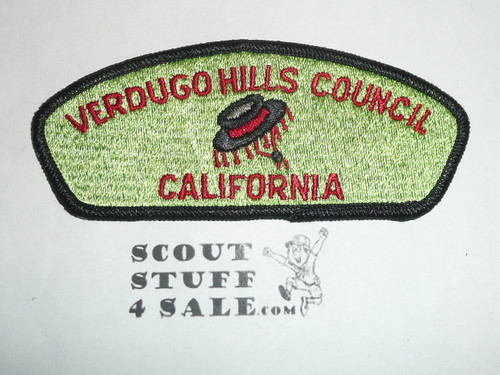 VERDUGO HILLS COUNCIL
CALIFORNIA
SCOUT
STUFF
4 SALE.COM